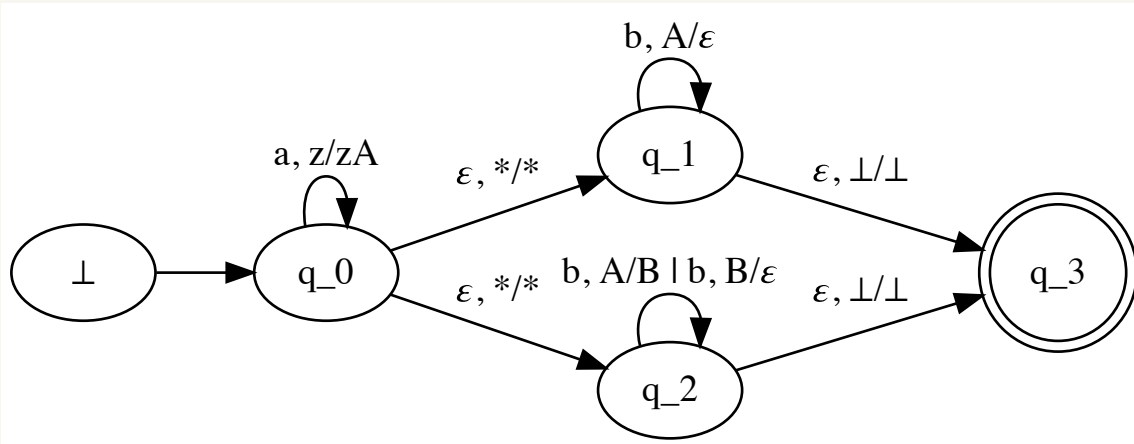 b, A/ε
q_1
a, z/zA
ε, */*
ε, ⊥/⊥
⊥
q_0
q_3
ε, */*
b, A/B | b, B/ε
ε, ⊥/⊥
q_2